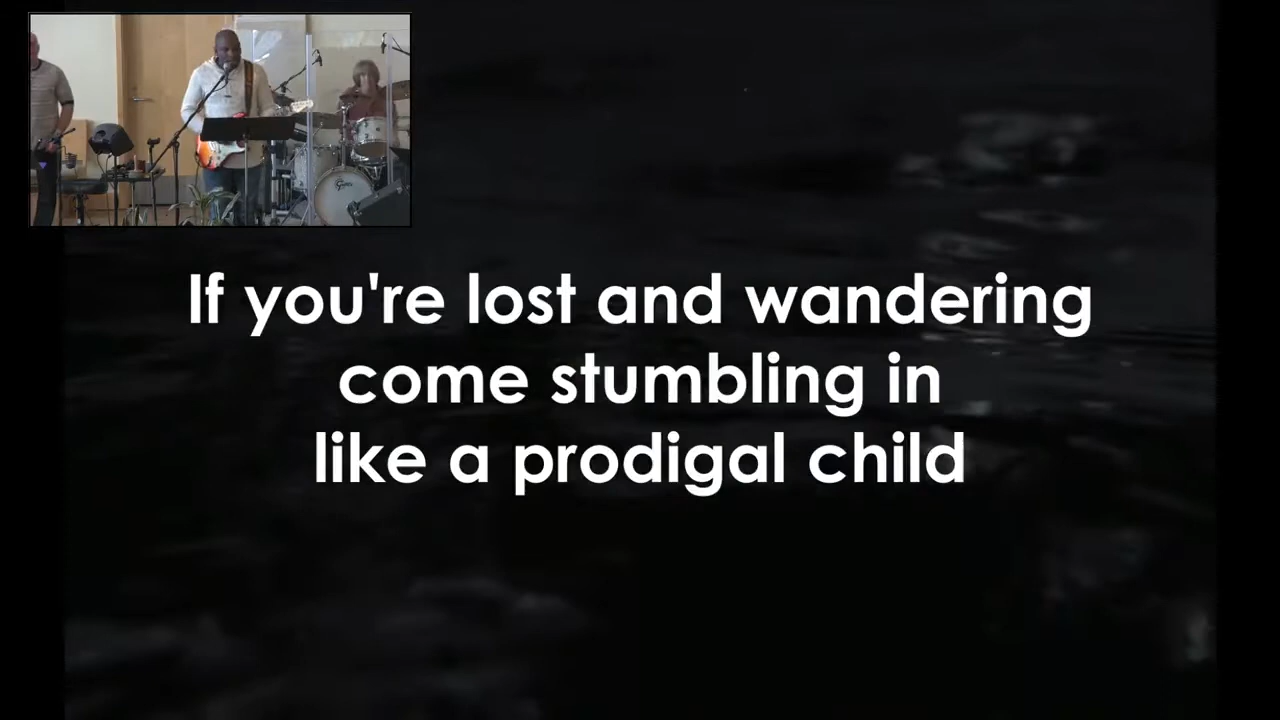 If you're lost and wandering
come stumbling in
like a prodigal child